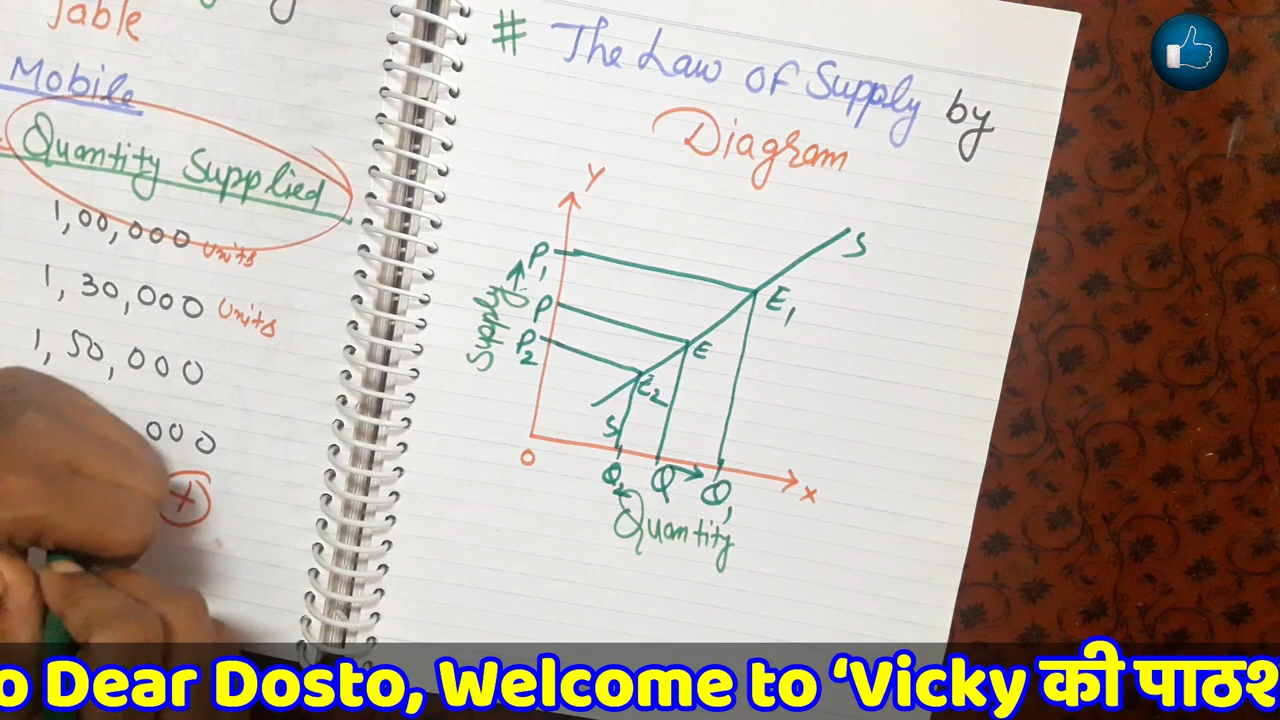 Table
Mobile
Quantity Supplied
1,00,000 Units
1,30,000 Units
1,50,000
000
+
# The Law of Supply by
Diagram
Y
S
P1
E1
Supply
P
E
P2
E2
S
O
Q2
Q
Q1
X
Quantity
o Dear Dosto, Welcome to ‘Vicky की पाठश